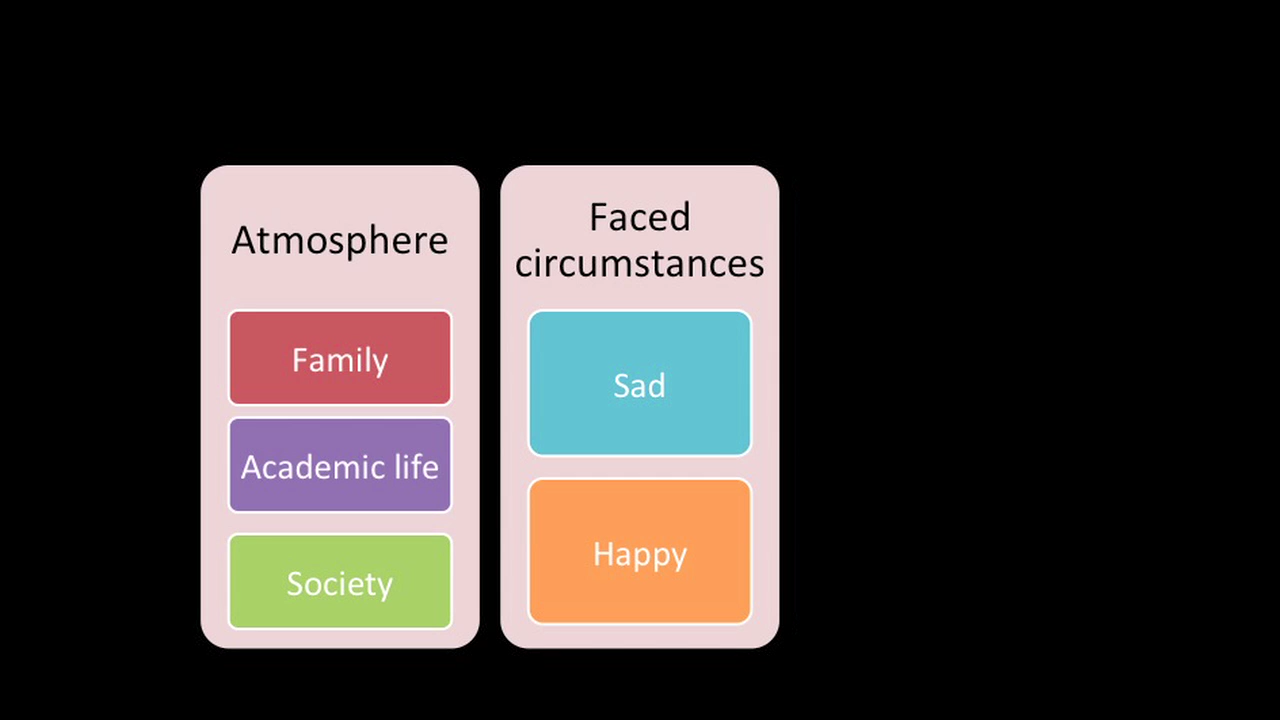 Atmosphere
Family
Academic life
Society
Faced
circumstances
Sad
Happy